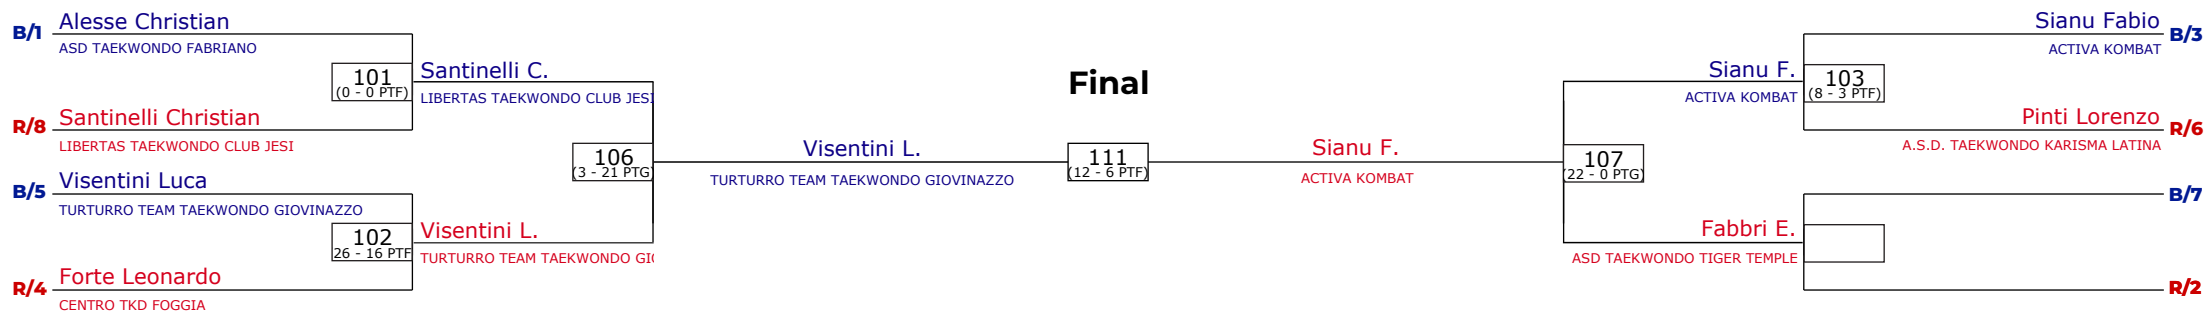 B/1 Alesse Christian
ASD TAEKWONDO FABRIANO
101
(0 - 0 PTF)
R/8 Santinelli Christian
LIBERTAS TAEKWONDO CLUB JESI
B/5 Visentini Luca
TURTURRO TEAM TAEKWONDO GIOVINAZZO
102
26 - 16 PTF
R/4 Forte Leonardo
CENTRO TKD FOGGIA
Santinelli C.
LIBERTAS TAEKWONDO CLUB JESI
106
(3 - 21 PTG)
Visentini L.
TURTURRO TEAM TAEKWONDO GI
Visentini L.
TURTURRO TEAM TAEKWONDO GIOVINAZZO
Final
111
(12 - 6 PTF)
Sianu F.
ACTIVA KOMBAT
Sianu F.
ACTIVA KOMBAT
107
(22 - 0 PTG)
Fabbri E.
ASD TAEKWONDO TIGER TEMPLE
Sianu Fabio B/3
ACTIVA KOMBAT
103
(8 - 3 PTF)
Pinti Lorenzo R/6
A.S.D. TAEKWONDO KARISMA LATINA
B/7
R/2